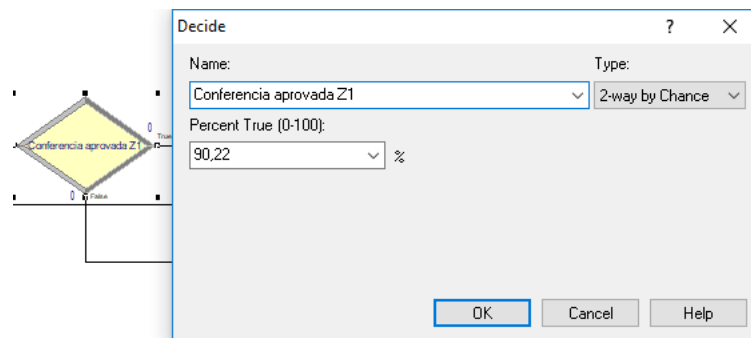 Decide
?
Name:
Type:
Conferencia aprovada Z1
2-way by Chance
Percent True (0-100):
90,22
%
OK
Cancel
Help
0
True
Conferencia aprovada Z1
0
False